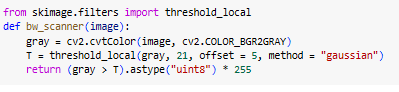 from skimage.filters import threshold_local
def bw_scanner(image):
    gray = cv2.cvtColor(image, cv2.COLOR_BGR2GRAY)
    T = threshold_local(gray, 21, offset = 5, method = "gaussian")
    return (gray > T).astype("uint8") * 255